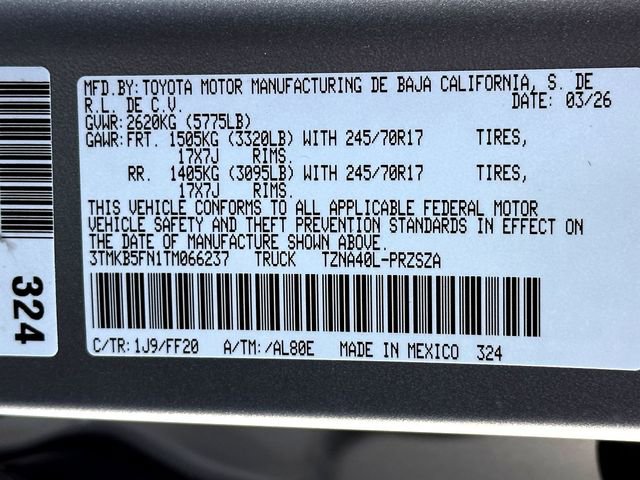 MFD.BY: TOYOTA MOTOR MANUFACTURING DE BAJA CALIFORNIA, S. DE
R.L. DE C.V. DATE: 03/26
GVWR: 2620KG (5775LB)
GAWR: FRT. 1505KG (3320LB) WITH 245/70R17 TIRES,
17X7J RIMS.
RR. 1405KG (3095LB) WITH 245/70R17 TIRES,
17X7J RIMS.
THIS VEHICLE CONFORMS TO ALL APPLICABLE FEDERAL MOTOR
VEHICLE SAFETY AND THEFT PREVENTION STANDARDS IN EFFECT ON
THE DATE OF MANUFACTURE SHOWN ABOVE.
3TMKB5FN1TM066237 TRUCK TZNA40L-PRZSZA
C/TR: 1J9/FF20 A/TM: /AL80E MADE IN MEXICO 324
324